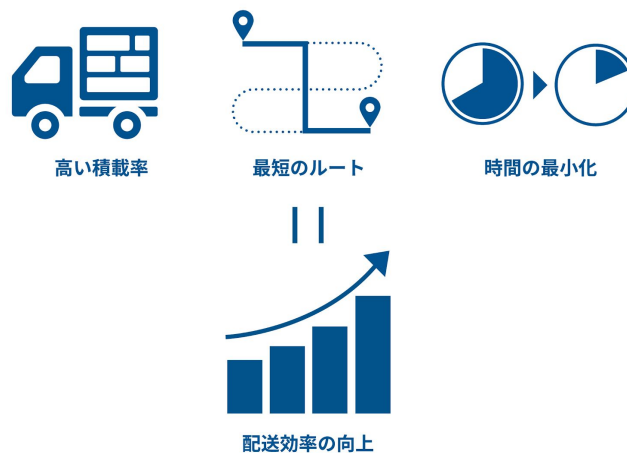 高い積載率
最短のルート
時間の最小化
配送効率の向上